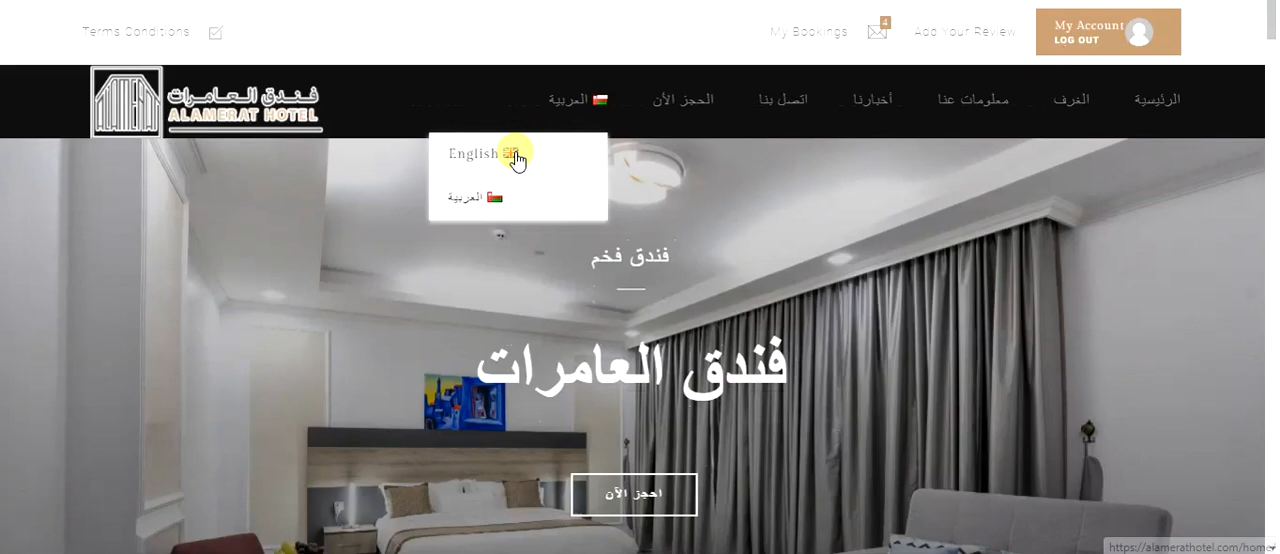 Terms Conditions
My Bookings
4
Add Your Review
My Account
LOG OUT
فندق العامرات
ALAMERAT HOTEL
الرئيسية
الغرف
معلومات عنا
أخبارنا
اتصل بنا
الحجز الأن
العربية
English
العربية
فندق فخم
فندق العامرات
احجز الآن
https://alamerathotel.com/home/